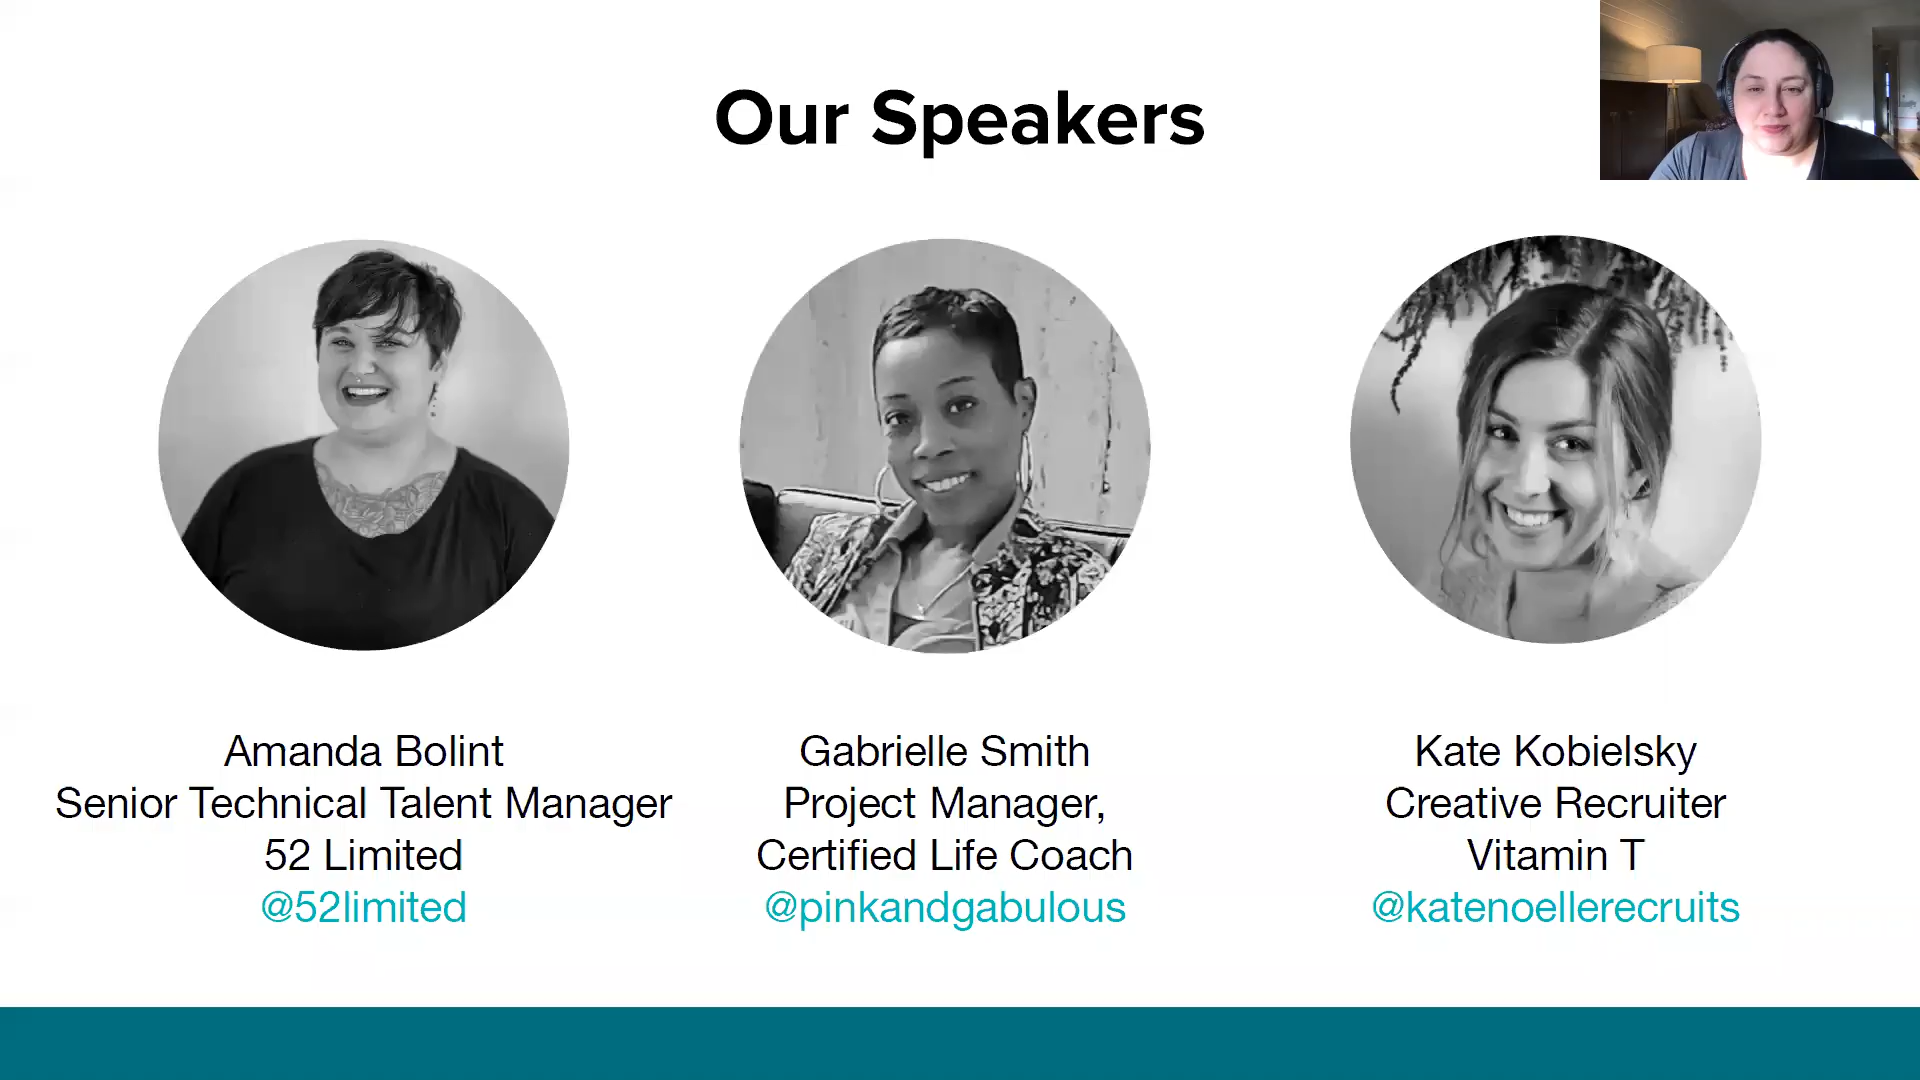 Our Speakers
Amanda Bolint
Senior Technical Talent Manager
52 Limited
@52limited
Gabrielle Smith
Project Manager,
Certified Life Coach
@pinkandgabulous
Kate Kobielsky
Creative Recruiter
Vitamin T
@katenoellerecruits